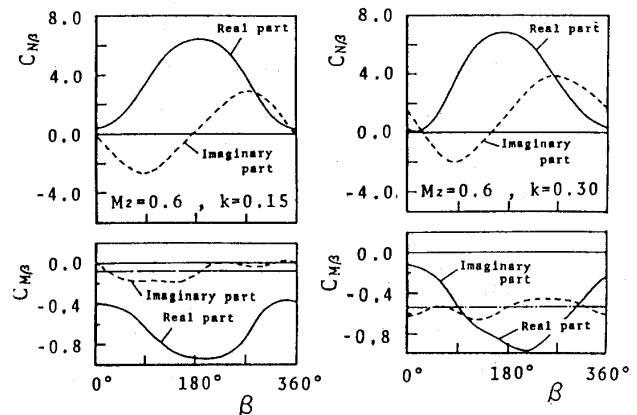 C_Nβ
8.0
4.0
0.0
-4.0
Real part
Imaginary
part
Mz=0.6 , k=0.15
C_Nβ
8.0
4.0
0.0
-4.0
Real part
Imaginary
part
Mz=0.6 , k=0.30
C_Mβ
0.0
-0.4
-0.8
Imaginary part
Real part
0°
180°
360°
β
C_Mβ
0.0
-0.4
-0.8
Imaginary
part
Real part
0°
180°
360°
β